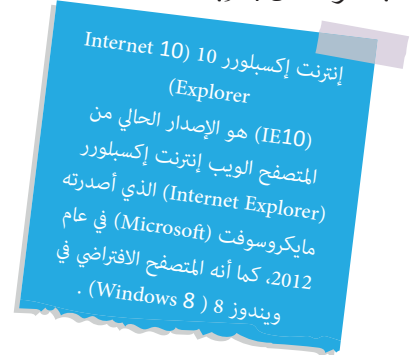 إنترنت إكسبلورر 10 (Internet 10
Explorer)
(IE10) هو الإصدار الحالي من
المتصفح الويب إنترنت إكسبلورر
(Internet Explorer) الذي أصدرته
مايكروسوفت (Microsoft) في عام
2012، كما أنه المتصفح الافتراضي في
ويندوز 8 ( Windows 8) .